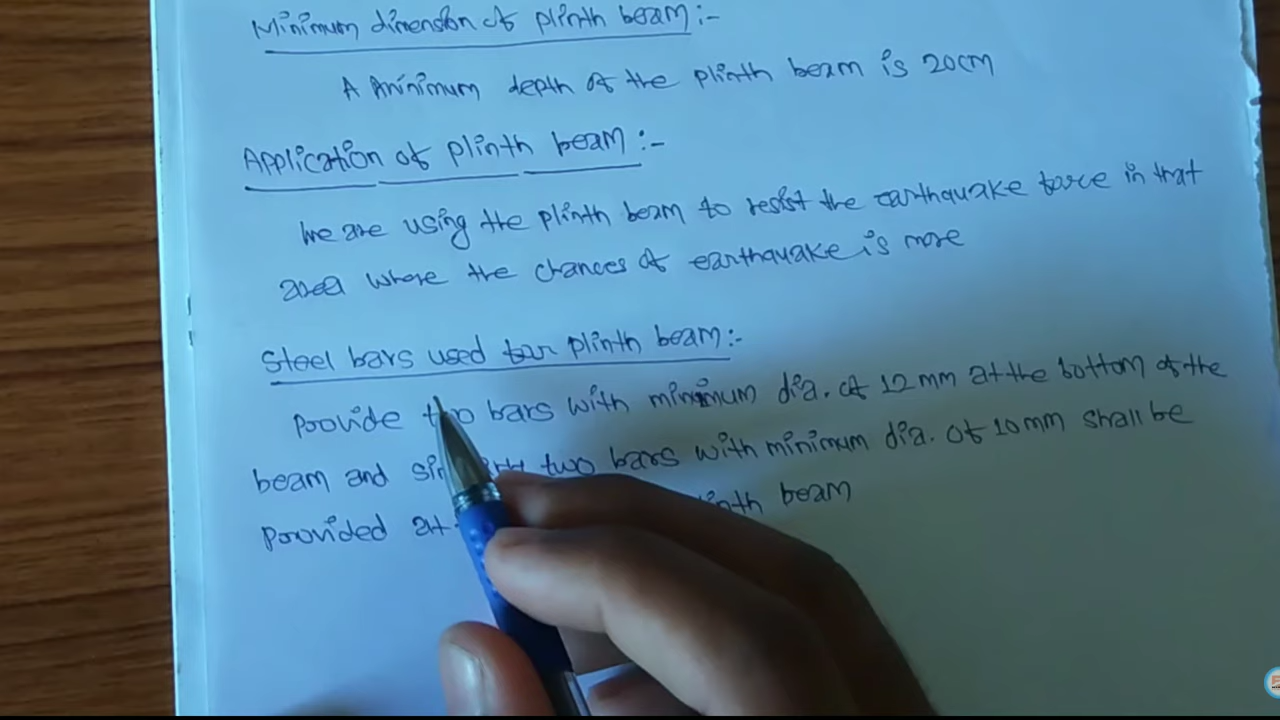 Minimum dimension of plinth beam:-
A minimum depth of the plinth beam is 20cm
Application of plinth beam:-
We are using the plinth beam to resist the earthquake force in that
area where the chances of earthquake is more
Steel bars used for plinth beam:-
Provide two bars with minimum dia. of 12 mm at the bottom of the
beam and two bars with minimum dia. of 10 mm shall be
Provided at beam